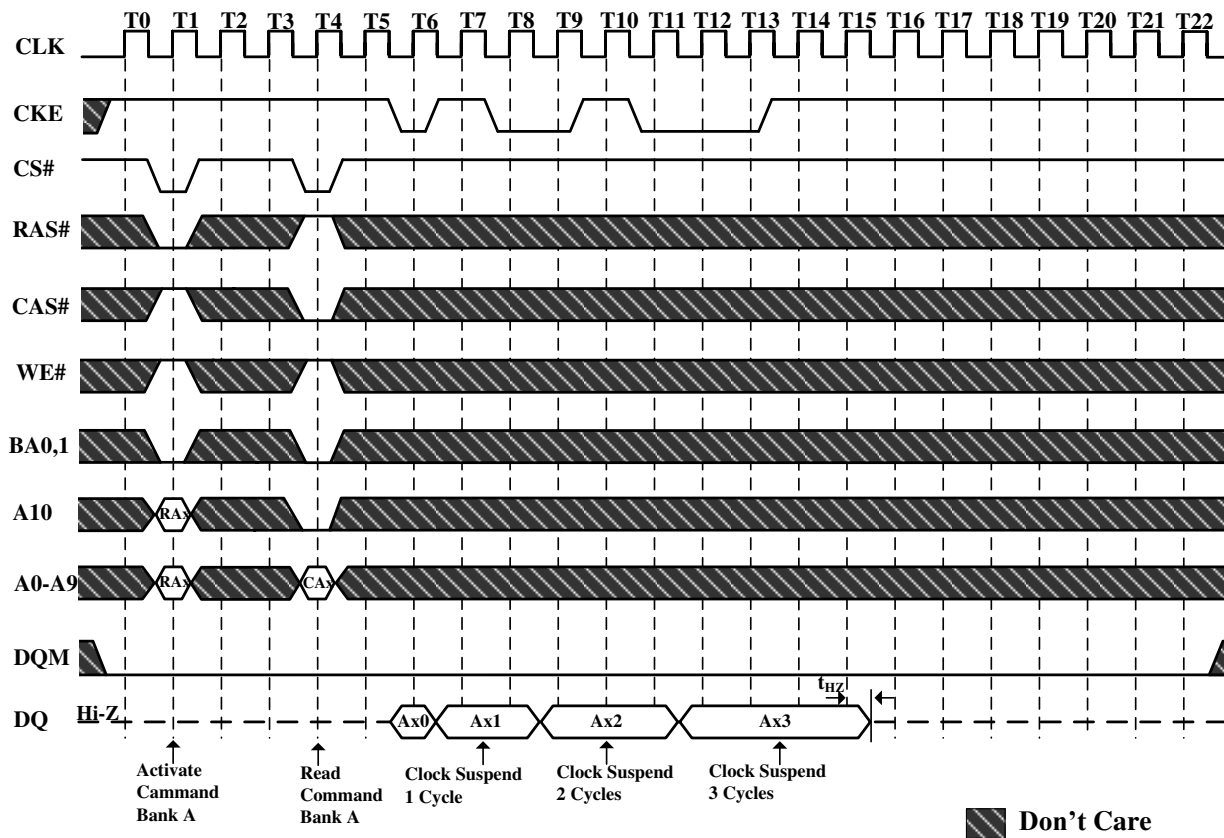 T0 T1 T2 T3 T4 T5 T6 T7 T8 T9 T10 T11 T12 T13 T14 T15 T16 T17 T18 T19 T20 T21 T22
CLK
CKE
CS#
RAS#
CAS#
WE#
BA0,1
A10 RAx
A0-A9 RAx CAx
DQM
tHZ
DQ Hi-Z Ax0 Ax1 Ax2 Ax3
Activate
Cammand
Bank A
Read
Command
Bank A
Clock Suspend
1 Cycle
Clock Suspend
2 Cycles
Clock Suspend
3 Cycles
Don't Care